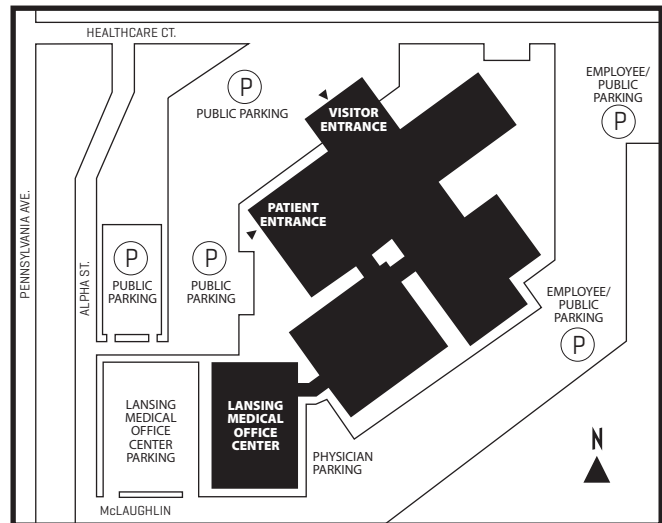 HEALTHCARE CT.
EMPLOYEE/
PUBLIC
PARKING
P
P
PUBLIC PARKING
VISITOR
ENTRANCE
PATIENT
ENTRANCE
PENNSYLVANIA AVE.
ALPHA ST.
P
PUBLIC
PARKING
P
PUBLIC
PARKING
EMPLOYEE/
PUBLIC
PARKING
P
LANSING
MEDICAL
OFFICE
CENTER
PARKING
LANSING
MEDICAL
OFFICE
CENTER
PHYSICIAN
PARKING
N
McLAUGHLIN